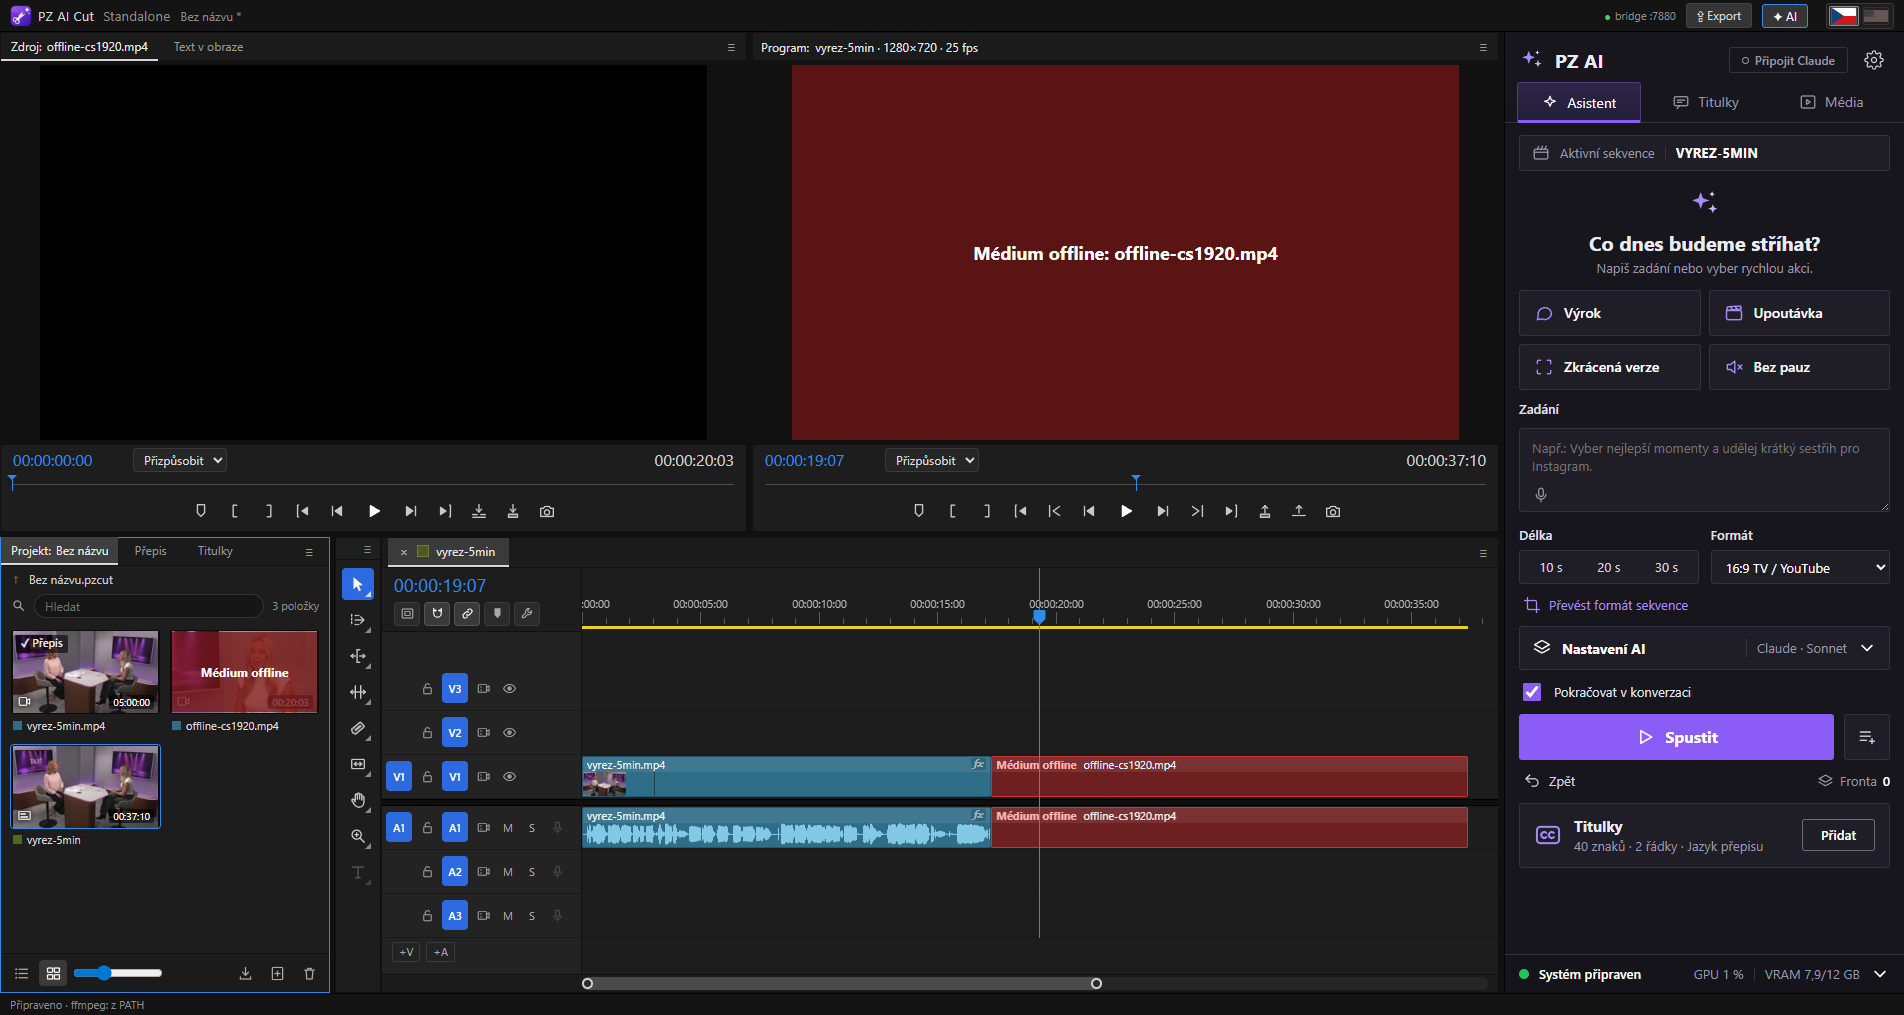 PZ AI Cut Standalone Bez názvu *
bridge :7880 Export AI
Zdroj: offline-cs1920.mp4 Text v obraze
Program: vyrez-5min · 1280×720 · 25 fps
Médium offline: offline-cs1920.mp4
00:00:00:00 Přizpůsobit 00:00:20:03
00:00:19:07 Přizpůsobit 00:00:37:10
Projekt: Bez názvu Přepis Titulky
Bez názvu.pzcut
Hledat 3 položky
✓ Přepis
05:00:00
vyrez-5min.mp4
Médium offline
00:20:03
offline-cs1920.mp4
00:37:10
vyrez-5min
Připraveno · ffmpeg: z PATH
× vyrez-5min
00:00:19:07
:00:00 00:00:05:00 00:00:10:00 00:00:15:00 00:00:20:00 00:00:25:00 00:00:30:00 00:00:35:00
V3
V2
V1 V1
vyrez-5min.mp4 fx Médium offline offline-cs1920.mp4
A1 A1 M S
vyrez-5min.mp4 fx Médium offline offline-cs1920.mp4
A2 M S
A3 M S
+V +A
PZ AI Připojit Claude
Asistent Titulky Média
Aktivní sekvence VYREZ-5MIN
Co dnes budeme stříhat?
Napiš zadání nebo vyber rychlou akci.
Výrok Upoutávka
Zkrácená verze Bez pauz
Zadání
Např.: Vyber nejlepší momenty a udělej krátký sestřih pro
Instagram.
Délka Formát
10 s 20 s 30 s 16:9 TV / YouTube
Převést formát sekvence
Nastavení AI Claude · Sonnet
Pokračovat v konverzaci
Spustit
Zpět Fronta 0
CC Titulky
40 znaků · 2 řádky · Jazyk přepisu
Přidat
Systém připraven GPU 1 % VRAM 7,9/12 GB